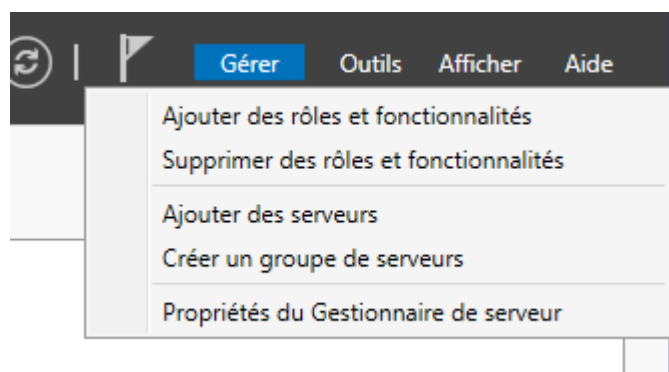 Gérer Outils Afficher Aide
Ajouter des rôles et fonctionnalités
Supprimer des rôles et fonctionnalités
Ajouter des serveurs
Créer un groupe de serveurs
Propriétés du Gestionnaire de serveur